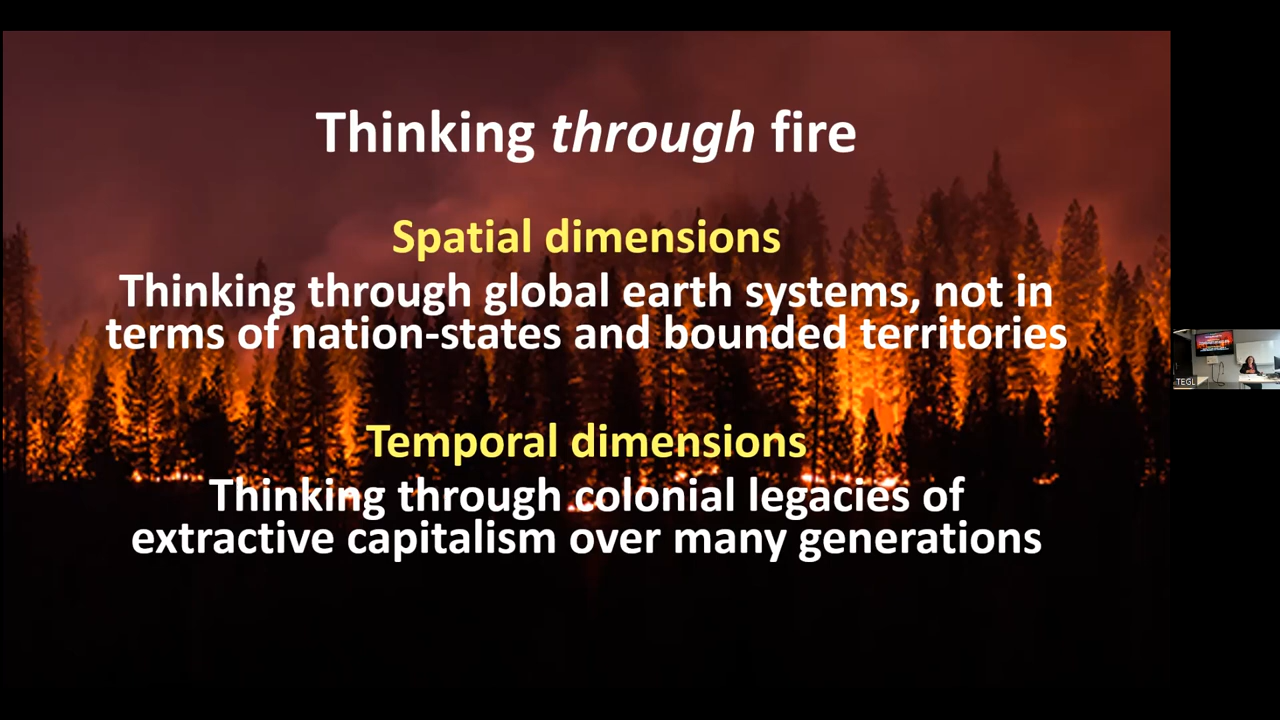 Thinking through fire
Spatial dimensions
Thinking through global earth systems, not in
terms of nation-states and bounded territories
Temporal dimensions
Thinking through colonial legacies of
extractive capitalism over many generations
TEGL